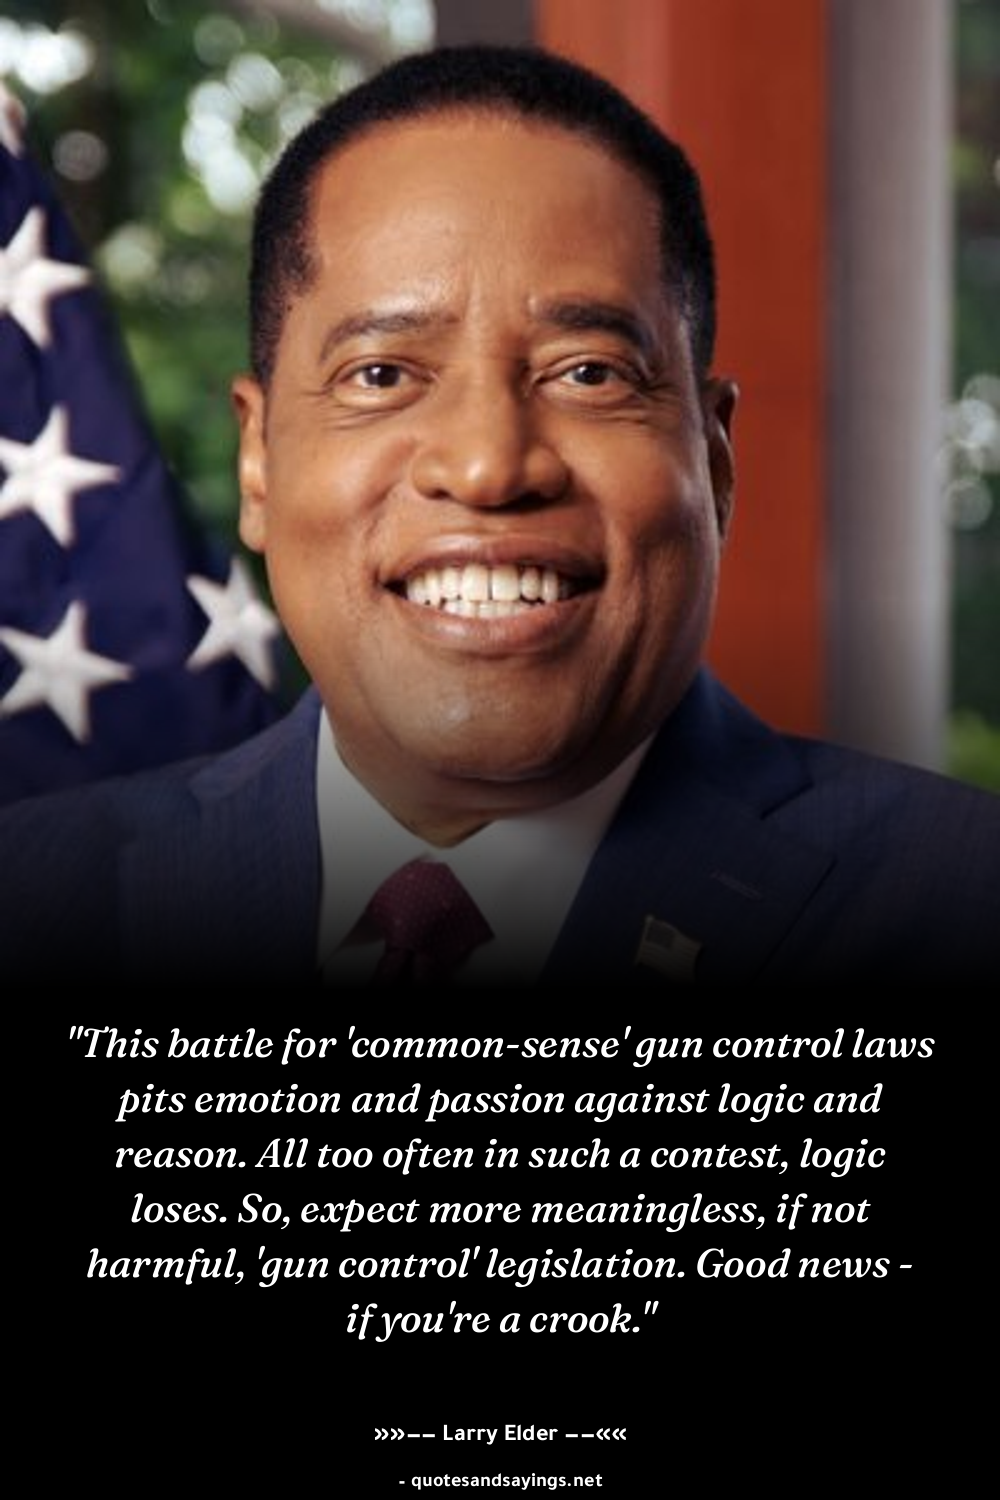 "This battle for 'common-sense' gun control laws
pits emotion and passion against logic and
reason. All too often in such a contest, logic
loses. So, expect more meaningless, if not
harmful, 'gun control' legislation. Good news -
if you're a crook."
»»–– Larry Elder ––««
- quotesandsayings.net